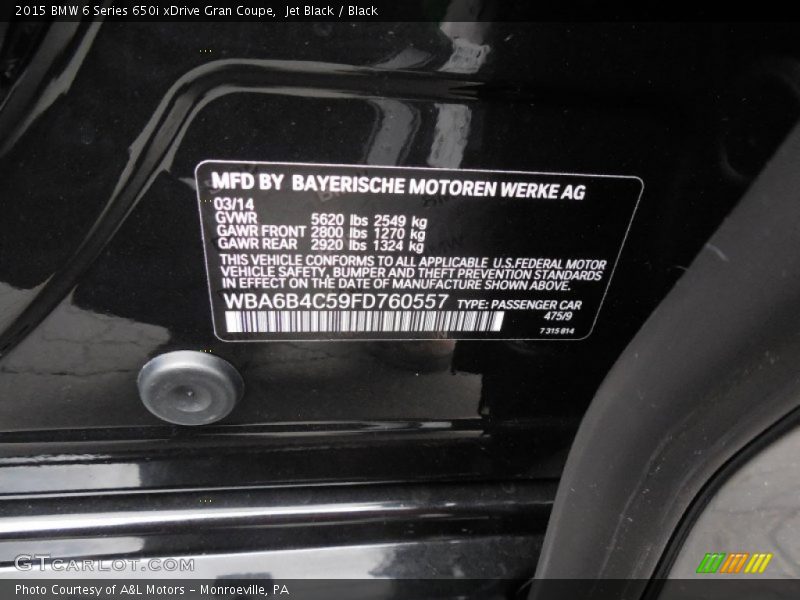 2015 BMW 6 Series 650i xDrive Gran Coupe,  Jet Black / Black
MFD BY BAYERISCHE MOTOREN WERKE AG
03/14
GVWR 5620 lbs 2549 kg
GAWR FRONT 2800 lbs 1270 kg
GAWR REAR 2920 lbs 1324 kg
THIS VEHICLE CONFORMS TO ALL APPLICABLE U.S.FEDERAL MOTOR
VEHICLE SAFETY, BUMPER AND THEFT PREVENTION STANDARDS
IN EFFECT ON THE DATE OF MANUFACTURE SHOWN ABOVE.
WBA6B4C59FD760557 TYPE: PASSENGER CAR
475/9
7 315 814
GTCARLOT.COM
Photo Courtesy of A&L Motors – Monroeville, PA